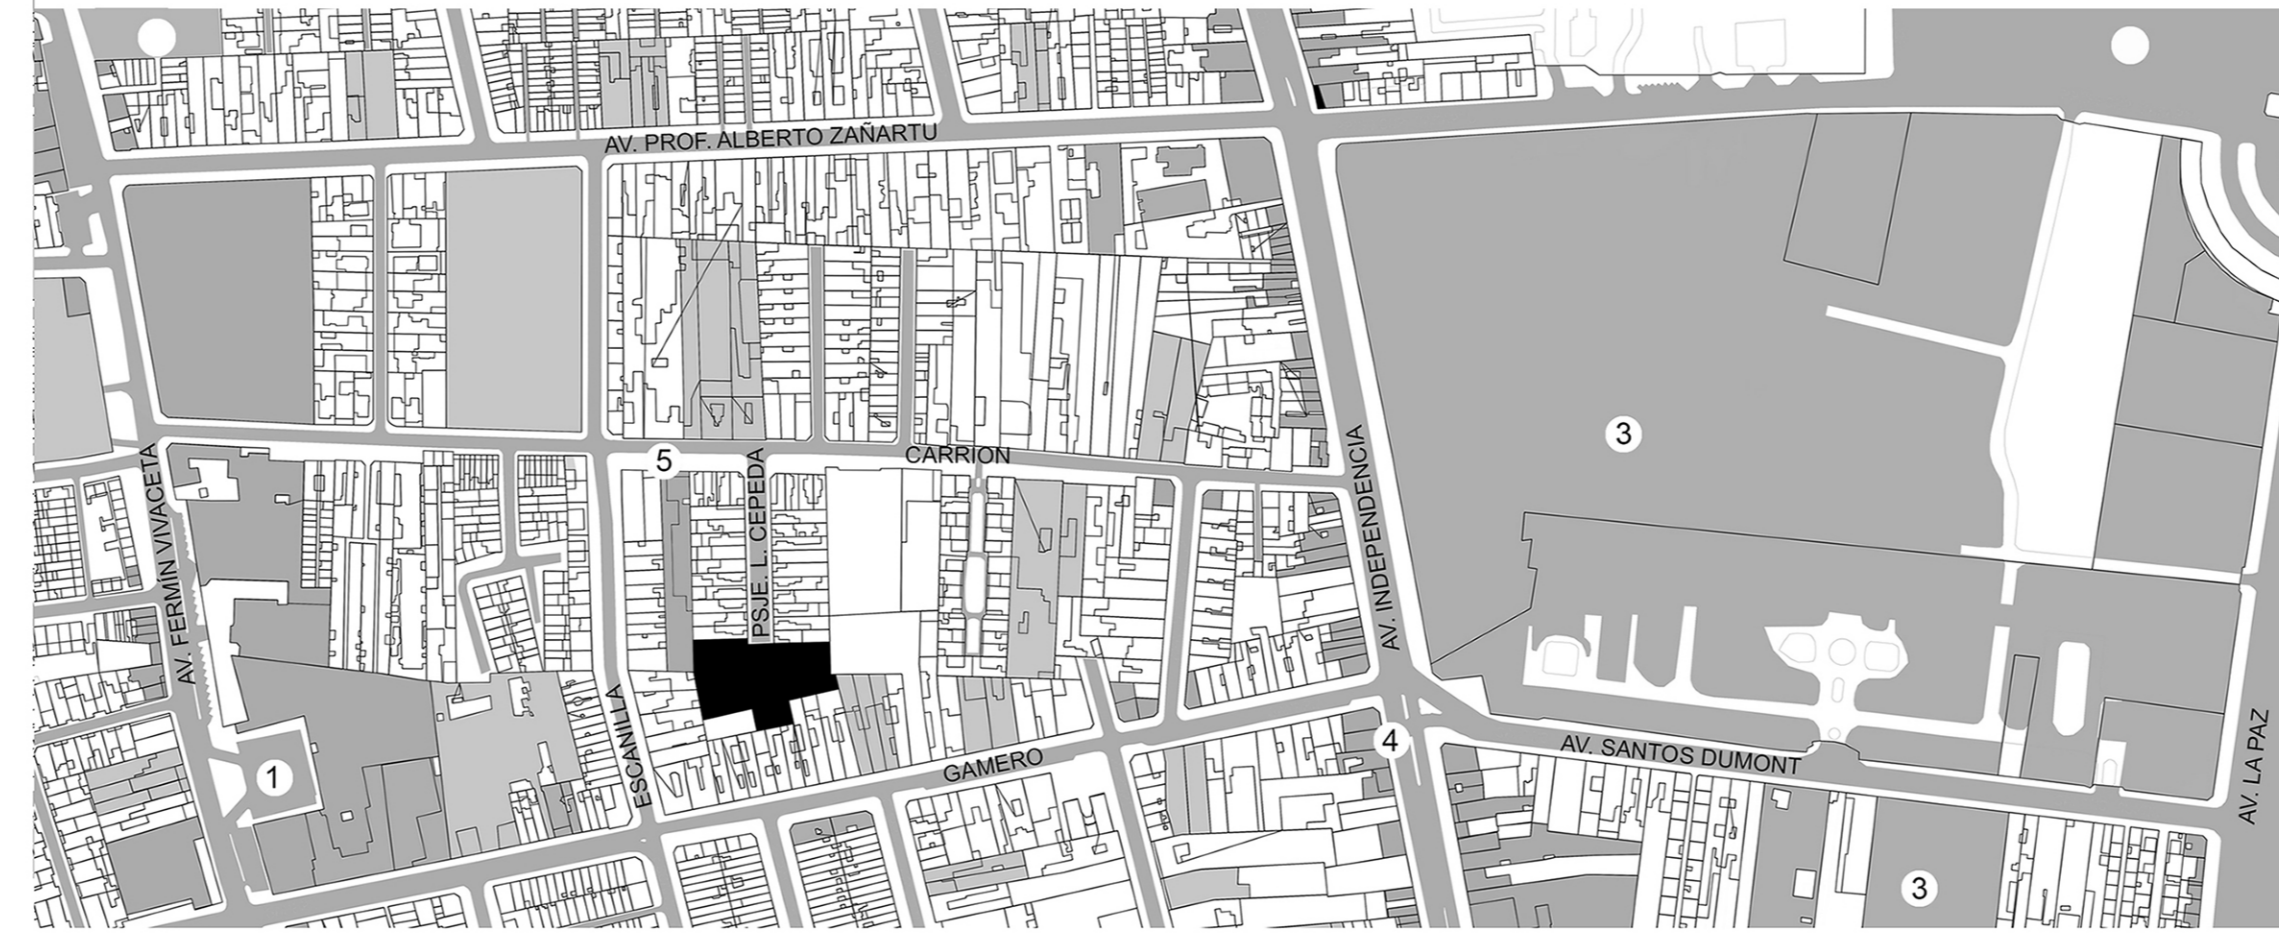 AV. PROF. ALBERTO ZAÑARTU
3
5
CARRION
AV. FERMÍN VIVACETA
PSJE. L. CEPEDA
AV. INDEPENDENCIA
ESCANILLA
4
AV. SANTOS DUMONT
GAMERO
1
AV. LA PAZ
3